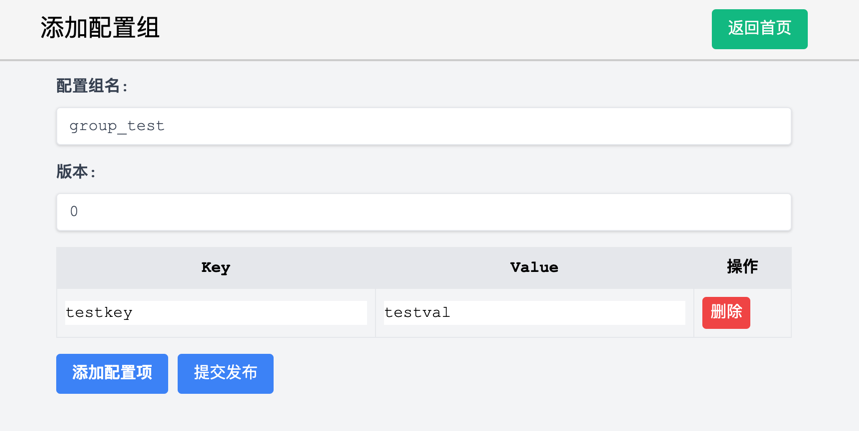 添加配置组
返回首页
配置组名:
group_test
版本:
0
Key Value 操作
testkey testval 删除
添加配置项 提交发布